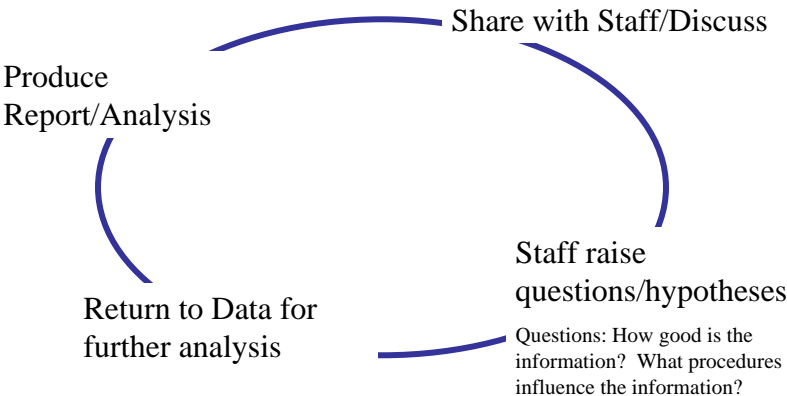 Share with Staff/Discuss
Produce
Report/Analysis
Staff raise
questions/hypotheses
Questions: How good is the
information?  What procedures
influence the information?
Return to Data for
further analysis